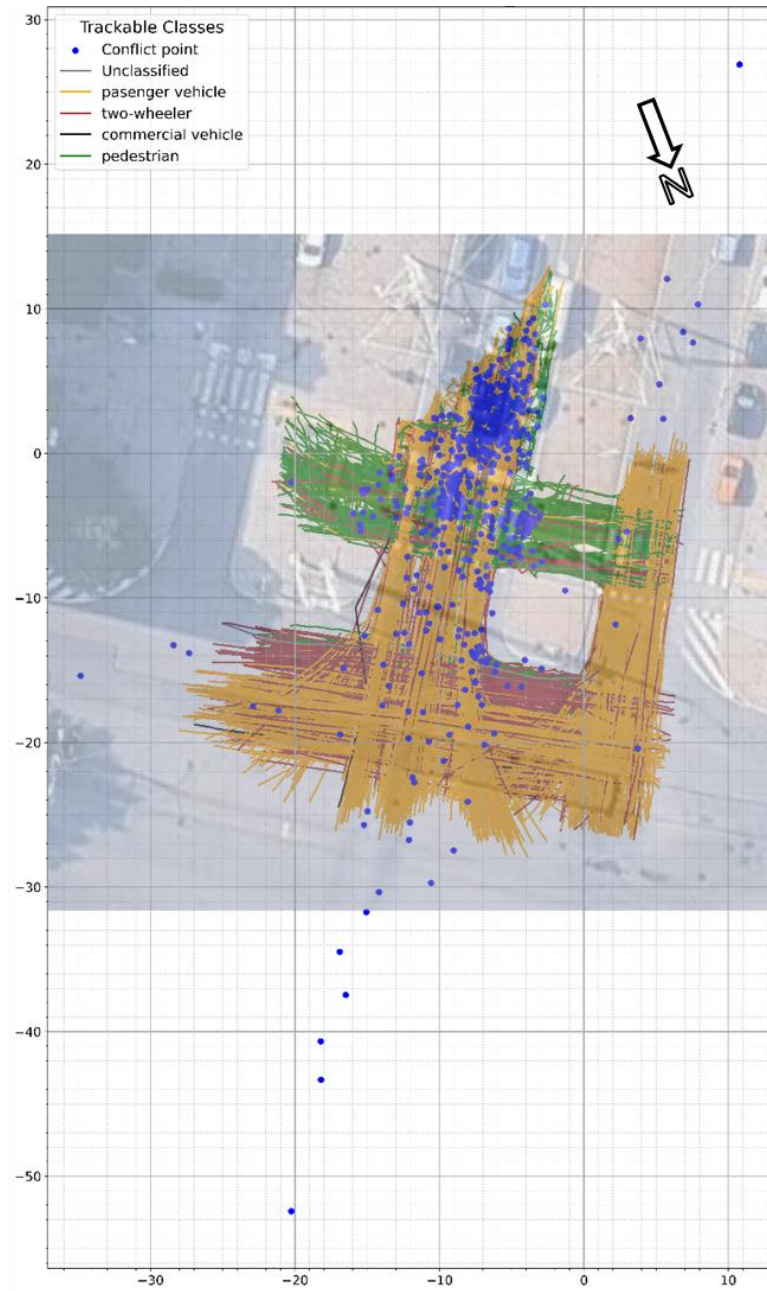 Trackable Classes
Conflict point
Unclassified
pasenger vehicle
two-wheeler
commercial vehicle
pedestrian
N
30
20
10
0
−10
−20
−30
−40
−50
−30
−20
−10
0
10